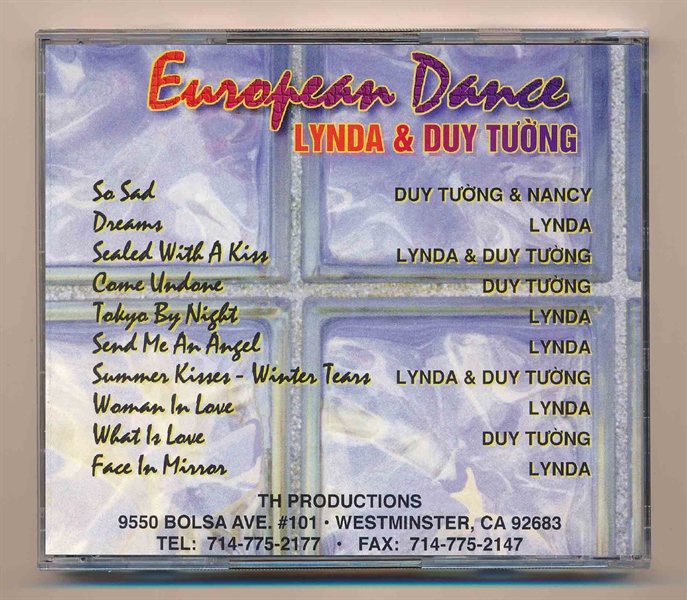 European Dance
LYNDA & DUY TƯỜNG
So Sad DUY TƯỜNG & NANCY
Dreams LYNDA
Sealed With A Kiss LYNDA & DUY TƯỜNG
Come Undone DUY TƯỜNG
Tokyo By Night LYNDA
Send Me An Angel LYNDA
Summer Kisses - Winter Tears LYNDA & DUY TƯỜNG
Woman In Love LYNDA
What Is Love DUY TƯỜNG
Face In Mirror LYNDA
TH PRODUCTIONS
9550 BOLSA AVE. #101 • WESTMINSTER, CA 92683
TEL: 714-775-2177 • FAX: 714-775-2147